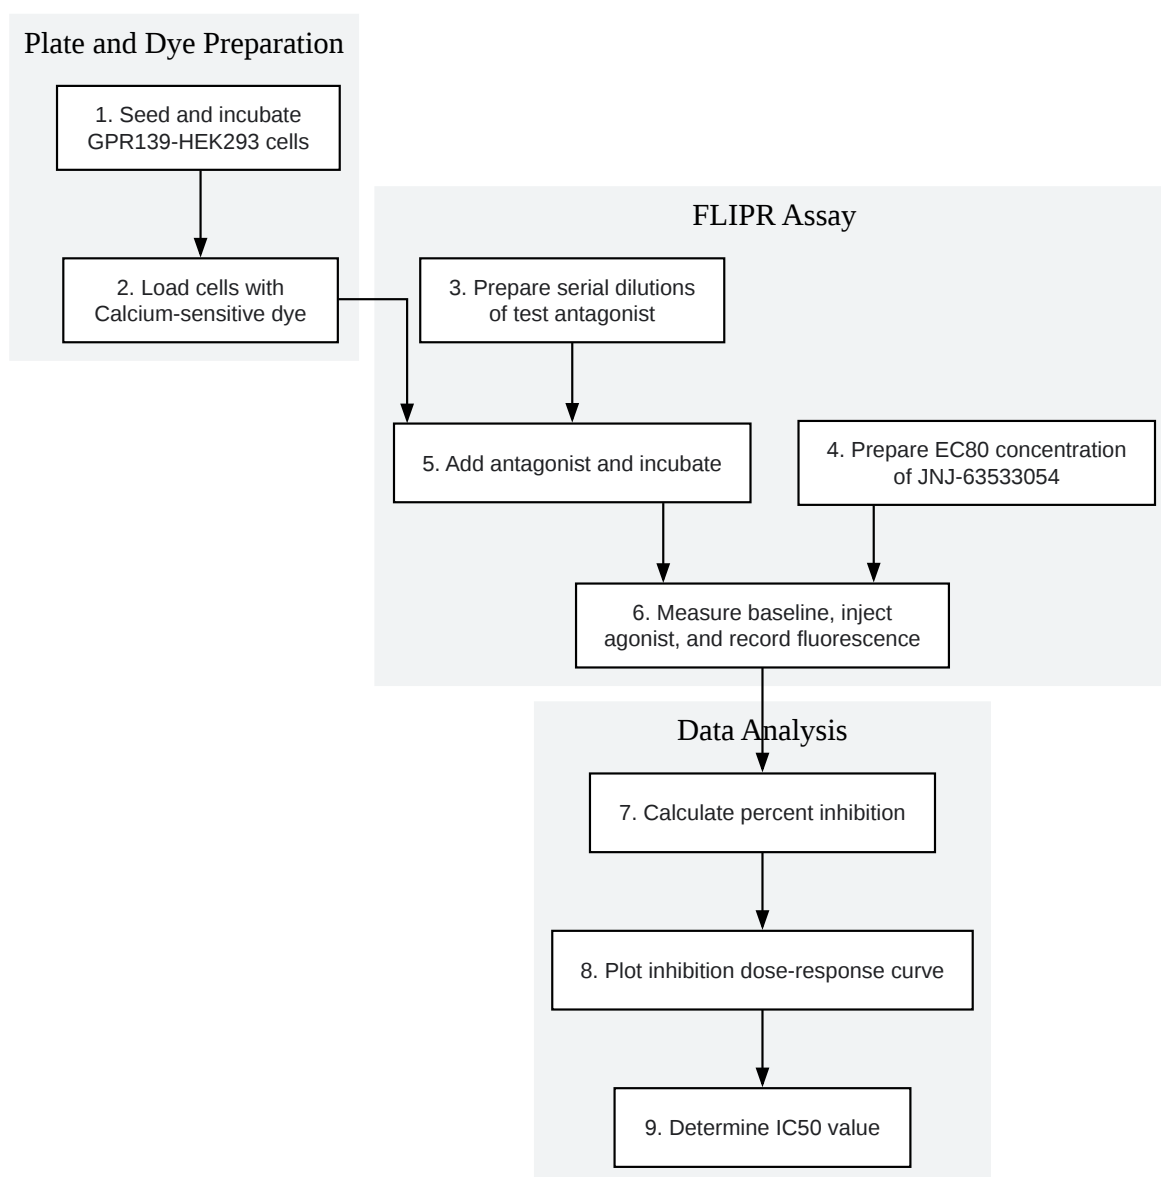 Plate and Dye Preparation
1. Seed and incubate
GPR139-HEK293 cells
2. Load cells with
Calcium-sensitive dye
FLIPR Assay
3. Prepare serial dilutions
of test antagonist
4. Prepare EC80 concentration
of JNJ-63533054
5. Add antagonist and incubate
6. Measure baseline, inject
agonist, and record fluorescence
Data Analysis
7. Calculate percent inhibition
8. Plot inhibition dose-response curve
9. Determine IC50 value